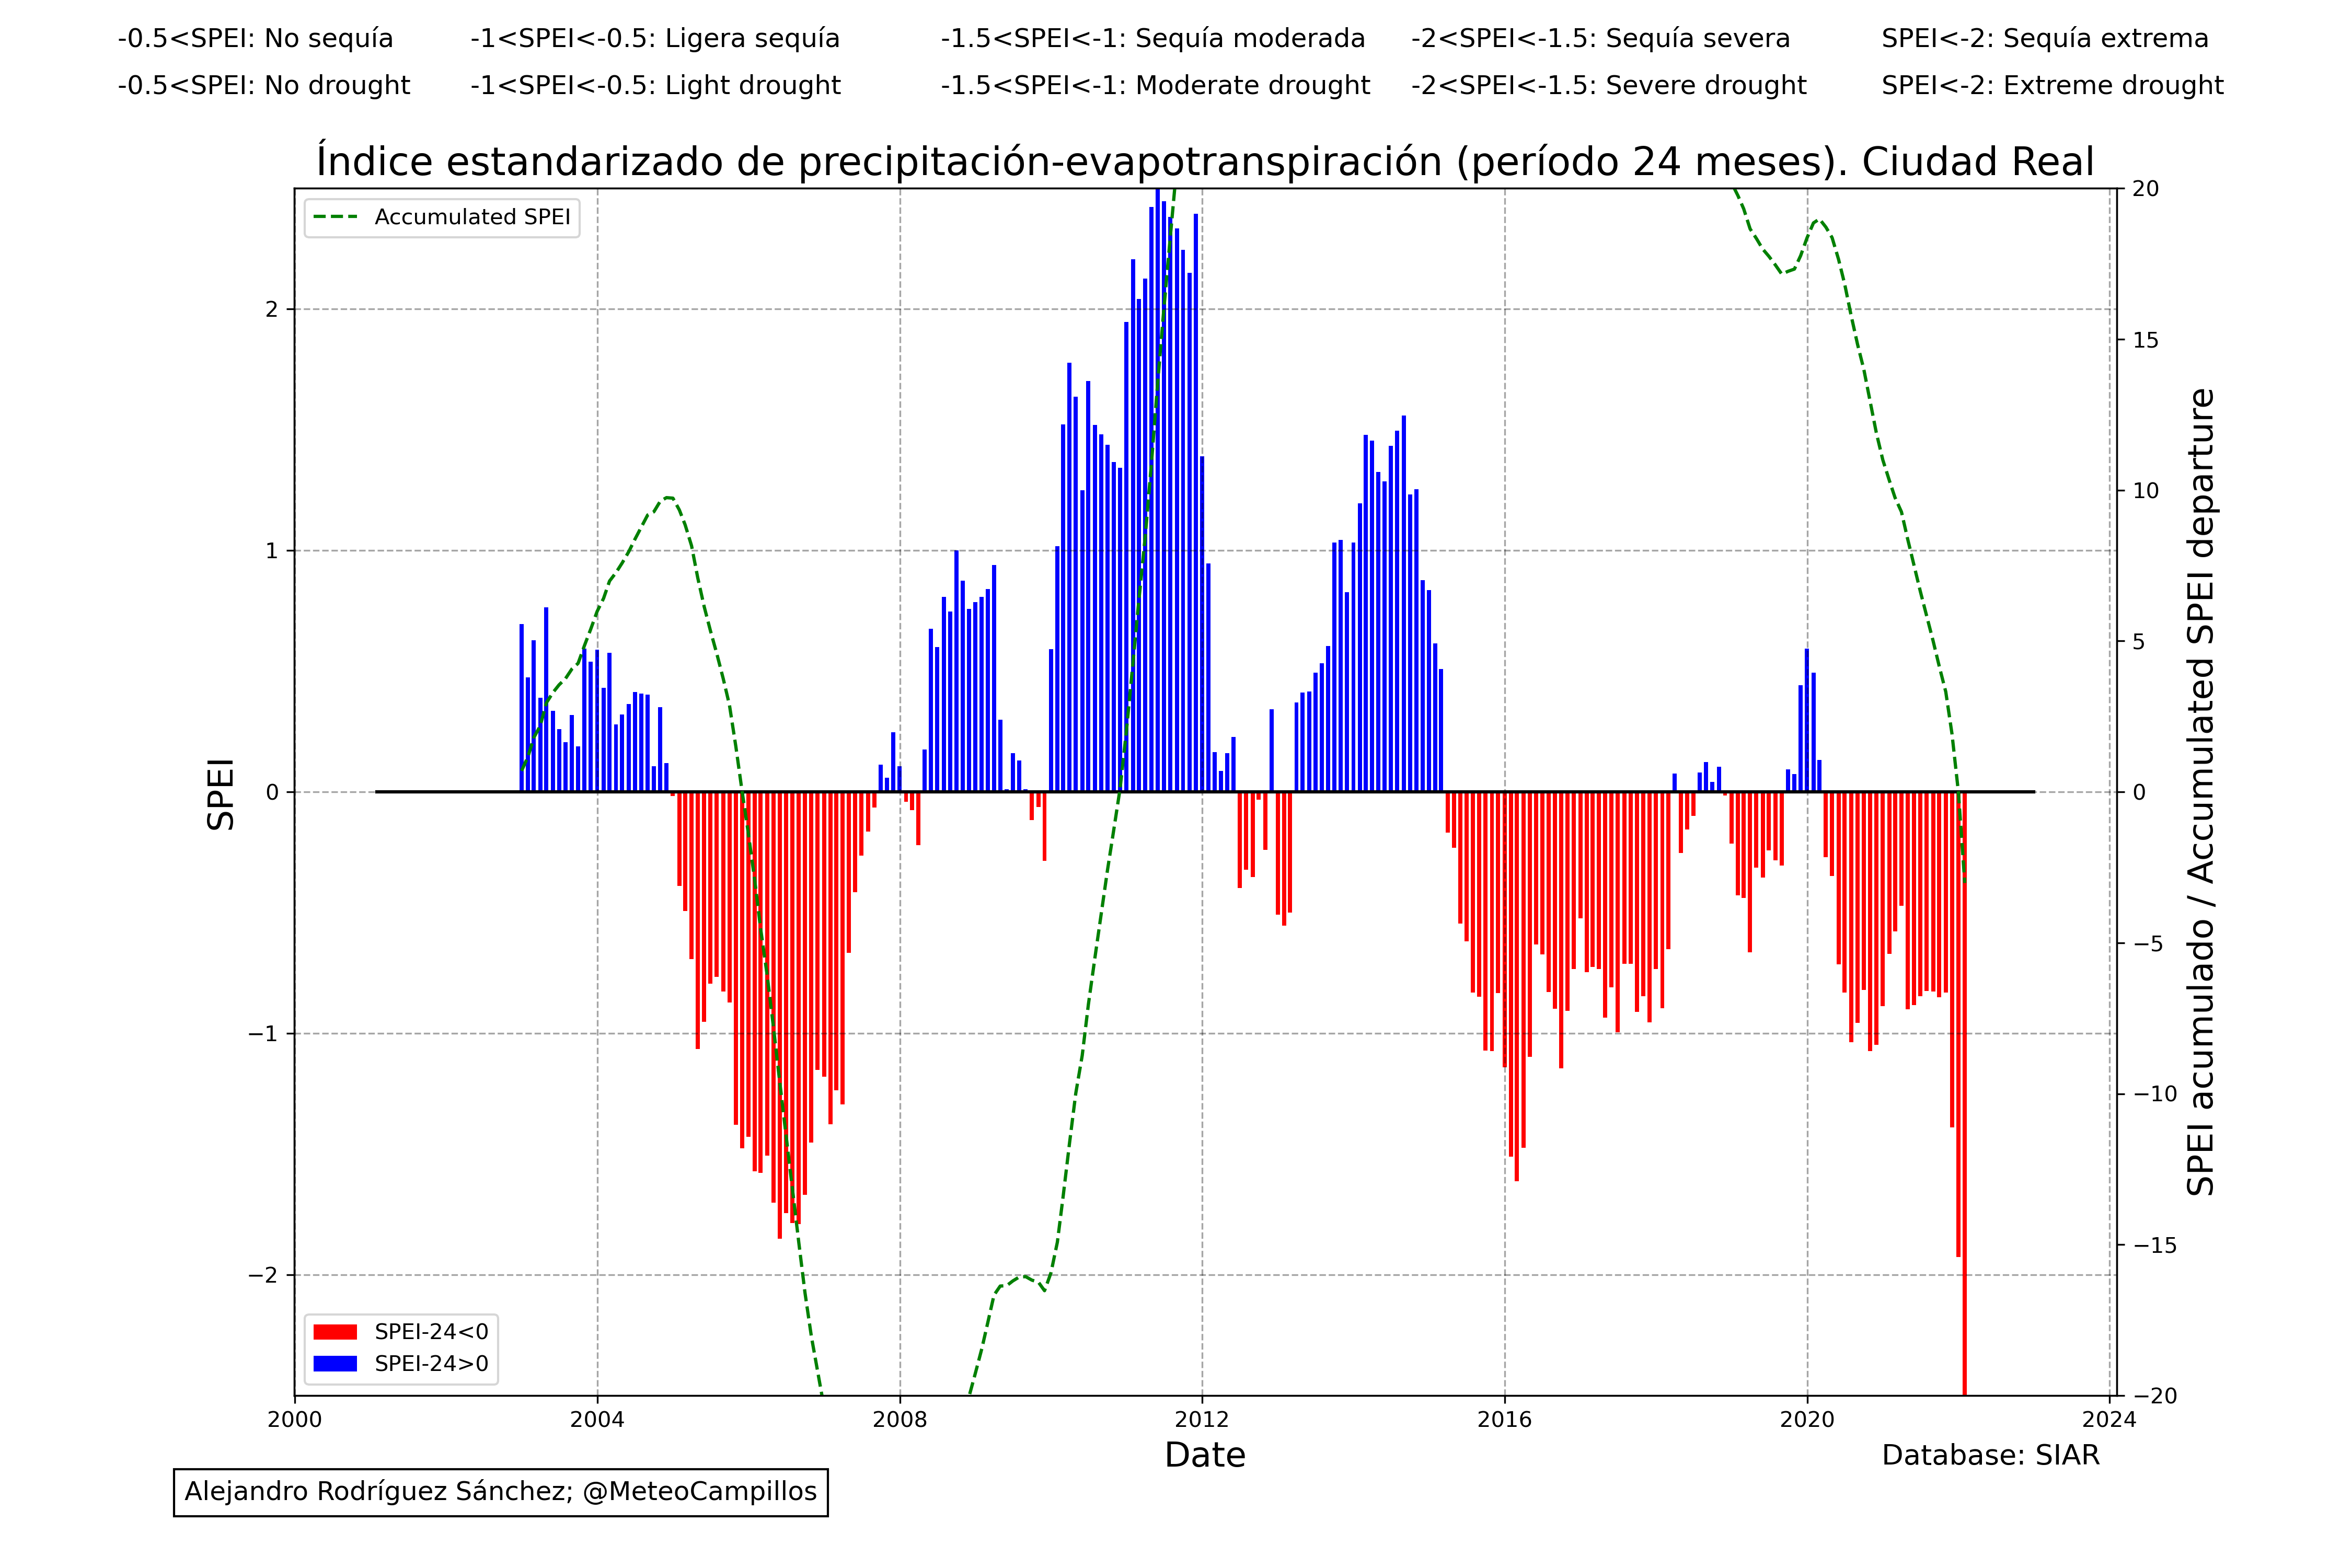 -0.5<SPEI: No sequía -1<SPEI<-0.5: Ligera sequía -1.5<SPEI<-1: Sequía moderada -2<SPEI<-1.5: Sequía severa SPEI<-2: Sequía extrema
-0.5<SPEI: No drought -1<SPEI<-0.5: Light drought -1.5<SPEI<-1: Moderate drought -2<SPEI<-1.5: Severe drought SPEI<-2: Extreme drought
Índice estandarizado de precipitación-evapotranspiración (período 24 meses). Ciudad Real
Accumulated SPEI
SPEI
2
1
0
−1
−2
20
15
10
5
0
−5
−10
−15
−20
SPEI acumulado / Accumulated SPEI departure
SPEI-24<0
SPEI-24>0
2000 2004 2008 2012 2016 2020 2024
Date
Database: SIAR
Alejandro Rodríguez Sánchez; @MeteoCampillos